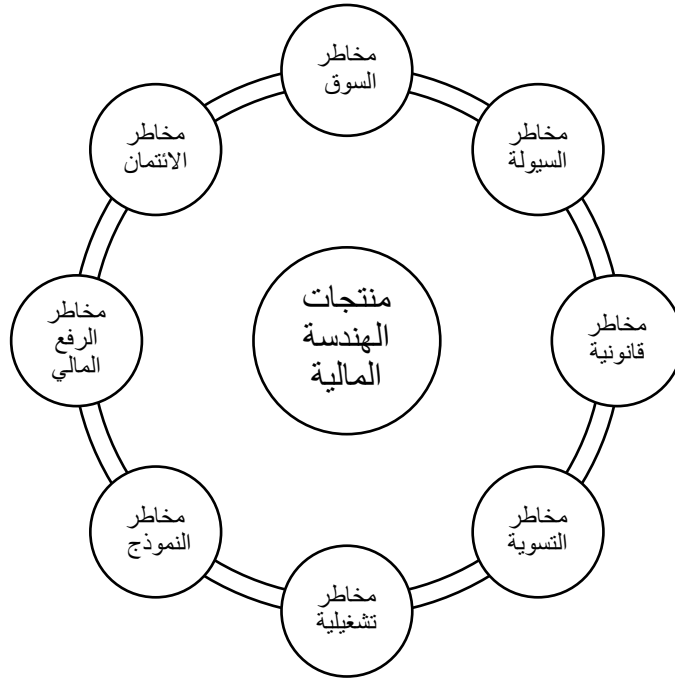 مخاطر
السوق
مخاطر
السيولة
مخاطر
قانونية
مخاطر
التسوية
مخاطر
تشغيلية
مخاطر
النموذج
مخاطر
الرفع
المالي
مخاطر
الائتمان
منتجات
الهندسة
المالية